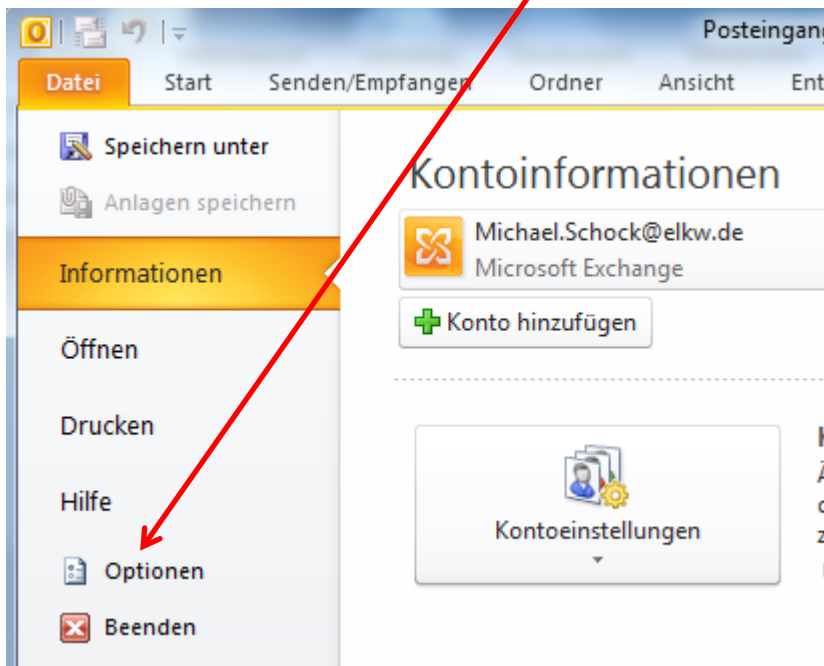 Posteingang
Datei Start Senden/Empfangen Ordner Ansicht Ent
Speichern unter
Anlagen speichern
Informationen
Öffnen
Drucken
Hilfe
Optionen
Beenden
Kontoinformationen
Michael.Schock@elkw.de
Microsoft Exchange
Konto hinzufügen
Kontoeinstellungen